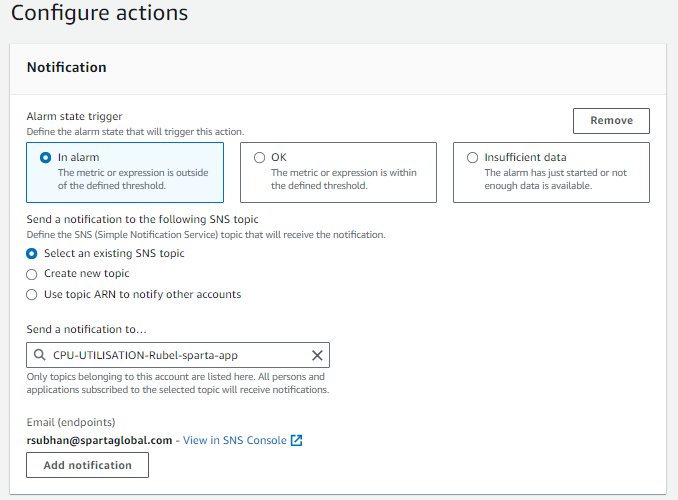 Configure actions
Notification
Alarm state trigger
Define the alarm state that will trigger this action.
Remove
In alarm
The metric or expression is outside
of the defined threshold.
OK
The metric or expression is within
the defined threshold.
Insufficient data
The alarm has just started or not
enough data is available.
Send a notification to the following SNS topic
Define the SNS (Simple Notification Service) topic that will receive the notification.
Select an existing SNS topic
Create new topic
Use topic ARN to notify other accounts
Send a notification to...
CPU-UTILISATION-Rubel-sparta-app
Only topics belonging to this account are listed here. All persons and
applications subscribed to the selected topic will receive notifications.
Email (endpoints)
rsubhan@spartaglobal.com - View in SNS Console
Add notification